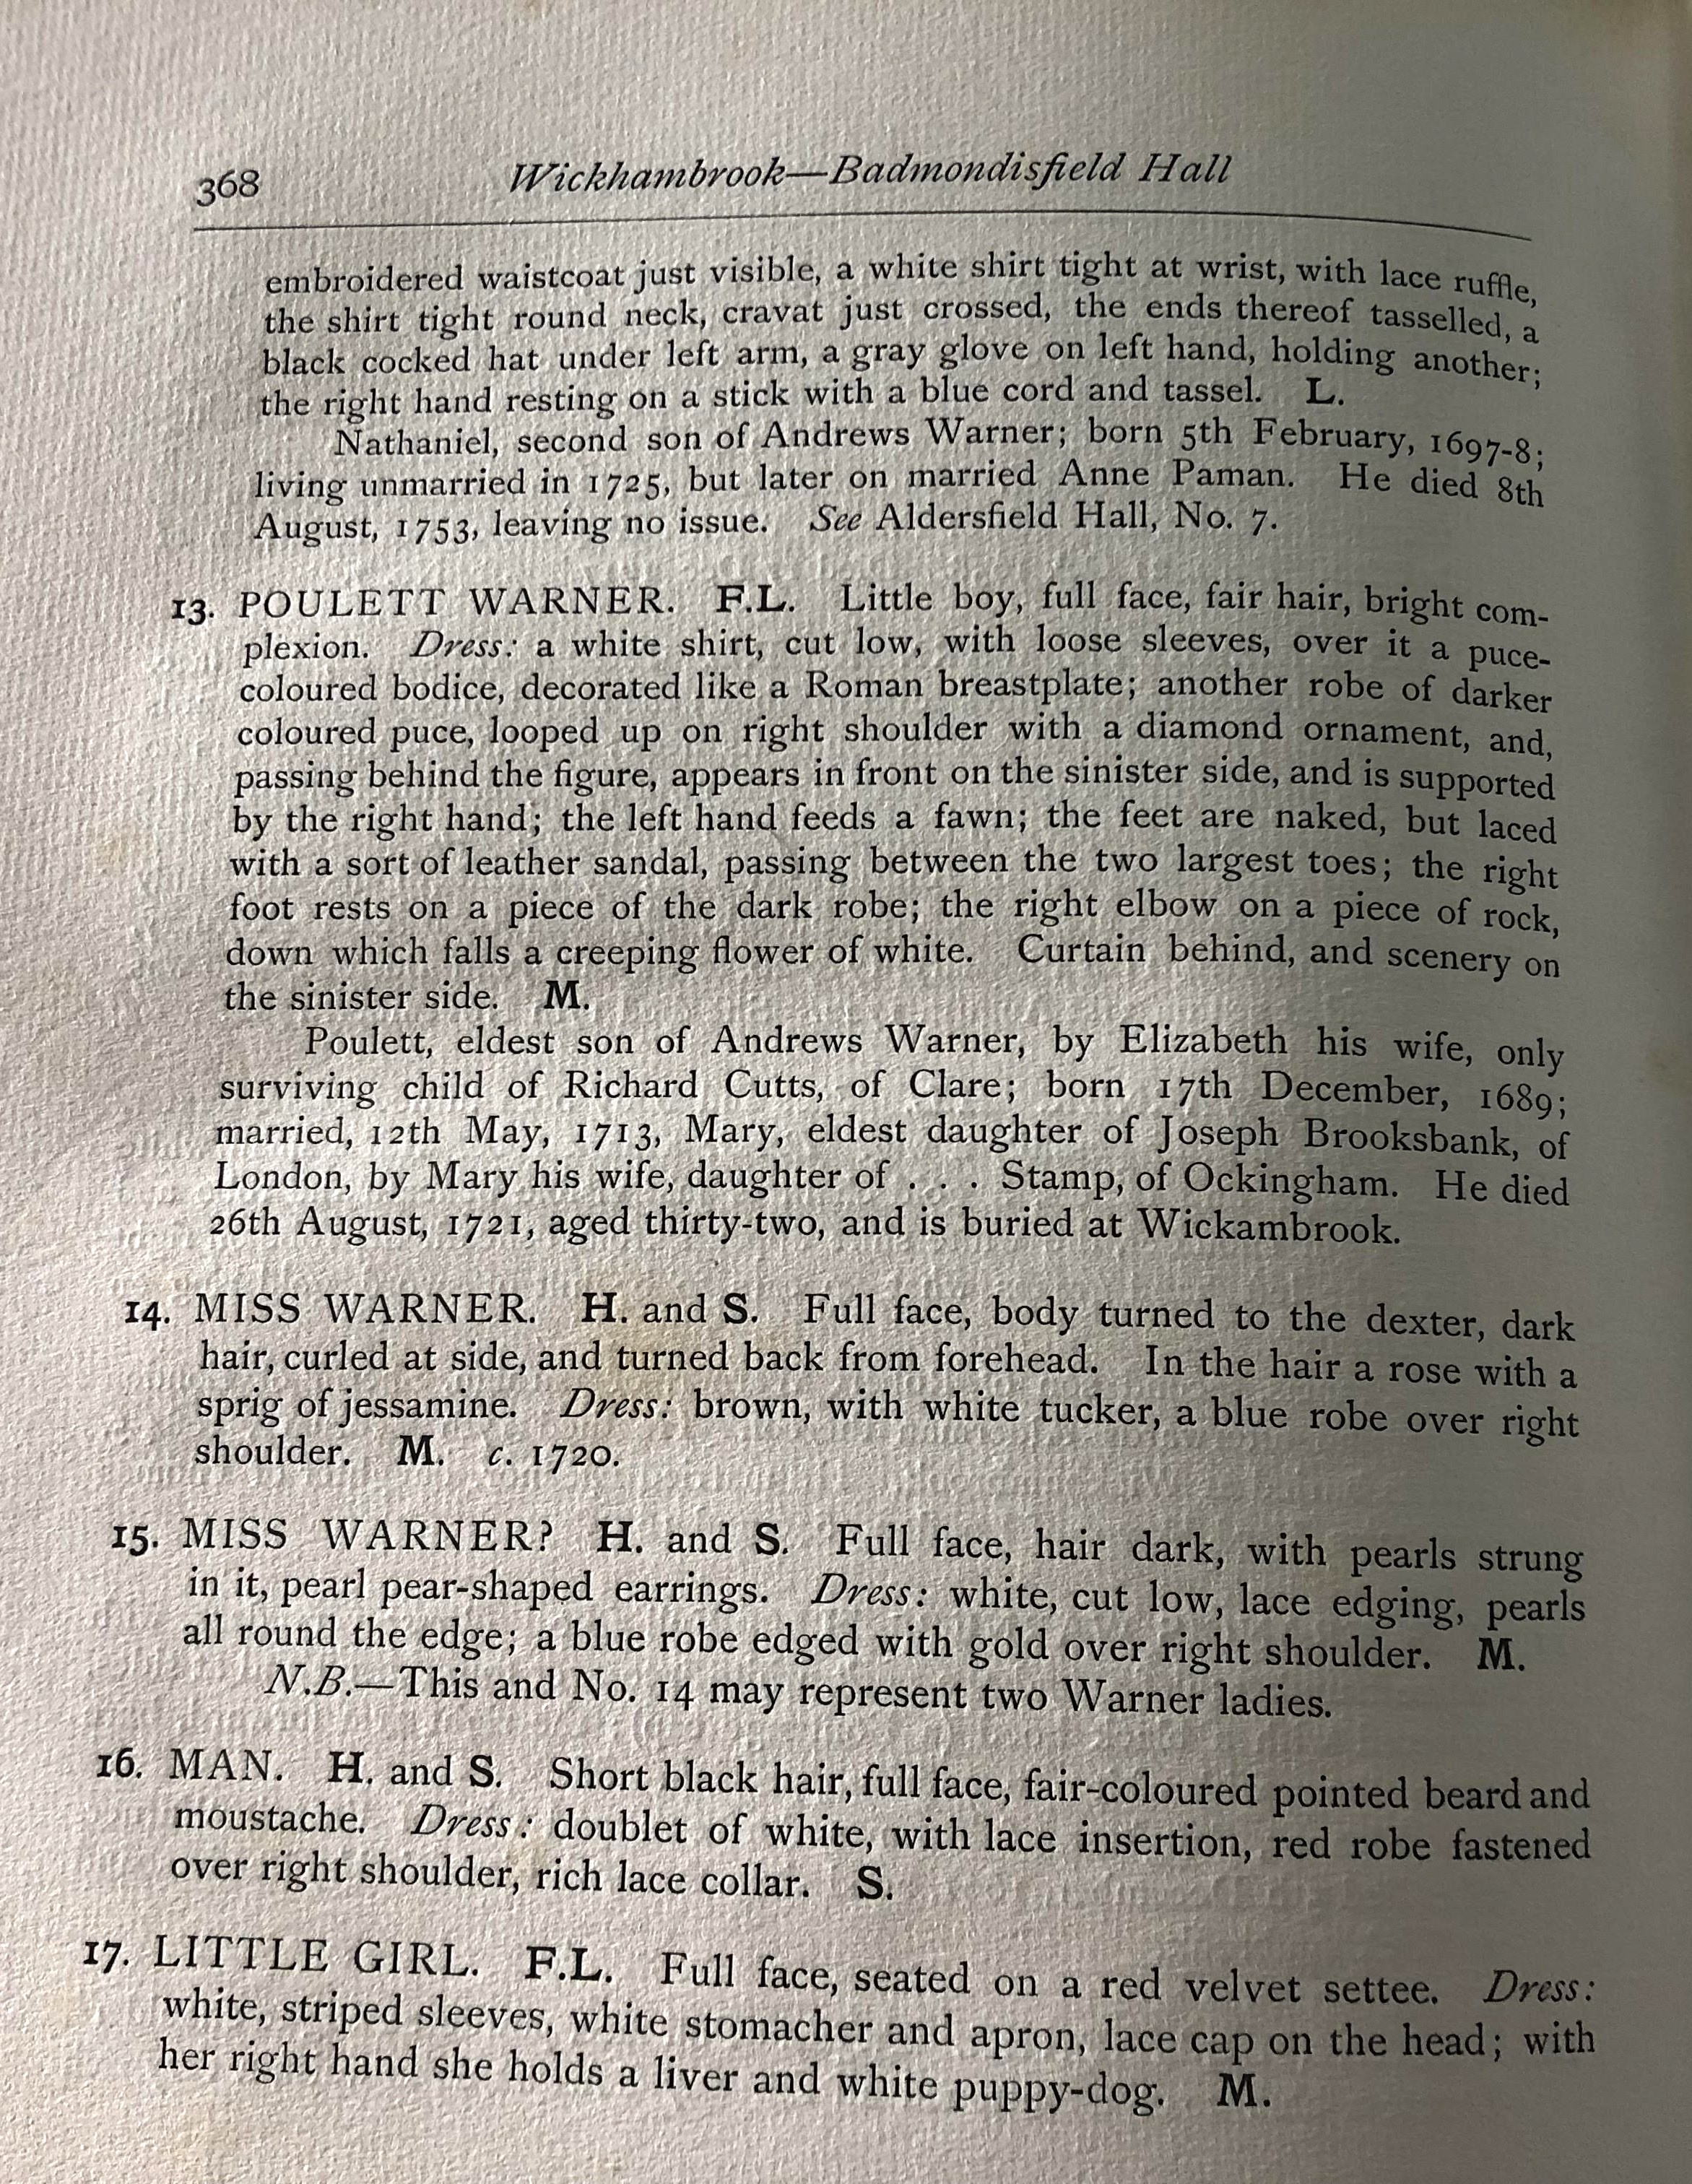 368 Wickhambrook—Badmondisfield Hall
embroidered waistcoat just visible, a white shirt tight at wrist, with lace ruffle,
the shirt tight round neck, cravat just crossed, the ends thereof tasselled, a
black cocked hat under left arm, a gray glove on left hand, holding another;
the right hand resting on a stick with a blue cord and tassel. L.
Nathaniel, second son of Andrews Warner; born 5th February, 1697-8;
living unmarried in 1725, but later on married Anne Paman. He died 8th
August, 1753, leaving no issue. See Aldersfield Hall, No. 7.
13. POULETT WARNER. F.L. Little boy, full face, fair hair, bright com-
plexion. Dress: a white shirt, cut low, with loose sleeves, over it a puce-
coloured bodice, decorated like a Roman breastplate; another robe of darker
coloured puce, looped up on right shoulder with a diamond ornament, and,
passing behind the figure, appears in front on the sinister side, and is supported
by the right hand; the left hand feeds a fawn; the feet are naked, but laced
with a sort of leather sandal, passing between the two largest toes; the right
foot rests on a piece of the dark robe; the right elbow on a piece of rock,
down which falls a creeping flower of white. Curtain behind, and scenery on
the sinister side. M.
Poulett, eldest son of Andrews Warner, by Elizabeth his wife, only
surviving child of Richard Cutts, of Clare; born 17th December, 1689;
married, 12th May, 1713, Mary, eldest daughter of Joseph Brooksbank, of
London, by Mary his wife, daughter of . . . Stamp, of Ockingham. He died
26th August, 1721, aged thirty-two, and is buried at Wickambrook.
14. MISS WARNER. H. and S. Full face, body turned to the dexter, dark
hair, curled at side, and turned back from forehead. In the hair a rose with a
sprig of jessamine. Dress: brown, with white tucker, a blue robe over right
shoulder. M. c. 1720.
15. MISS WARNER? H. and S. Full face, hair dark, with pearls strung
in it, pearl pear-shaped earrings. Dress: white, cut low, lace edging, pearls
all round the edge; a blue robe edged with gold over right shoulder. M.
N.B.—This and No. 14 may represent two Warner ladies.
16. MAN. H. and S. Short black hair, full face, fair-coloured pointed beard and
moustache. Dress: doublet of white, with lace insertion, red robe fastened
over right shoulder, rich lace collar. S.
17. LITTLE GIRL. F.L. Full face, seated on a red velvet settee. Dress:
white, striped sleeves, white stomacher and apron, lace cap on the head; with
her right hand she holds a liver and white puppy-dog. M.